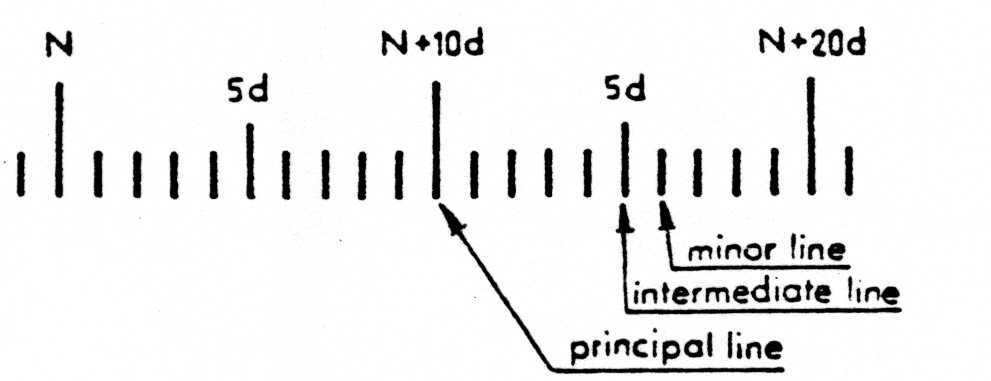 N N+10d N+20d
5d 5d
minor line
intermediate line
principal line